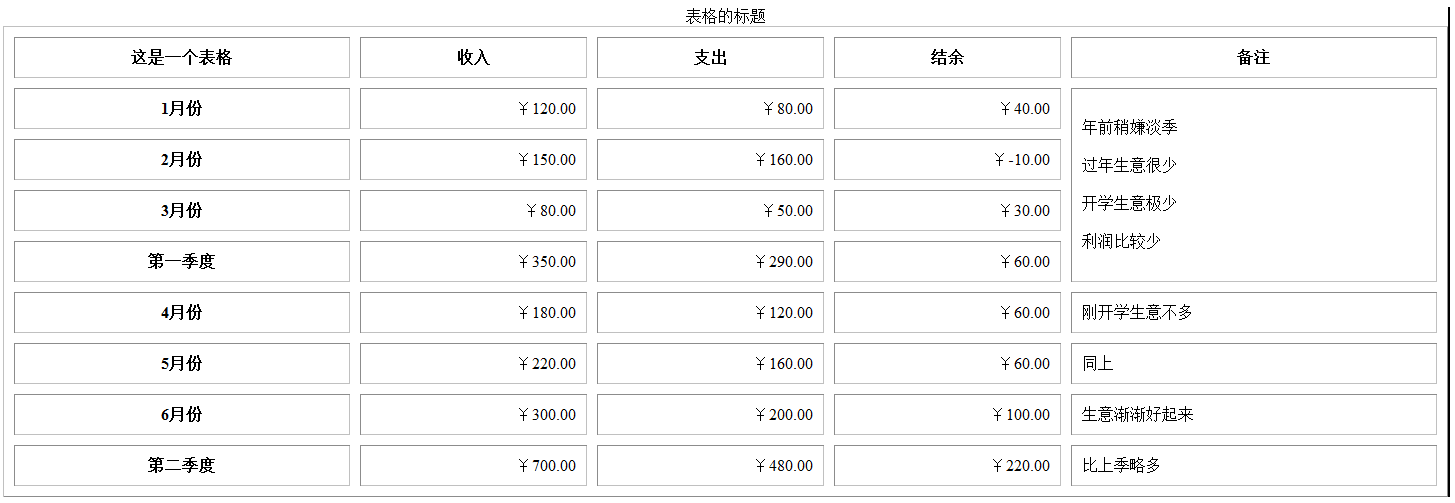 表格的标题
这是一个表格 收入 支出 结余 备注
1月份 ￥120.00 ￥80.00 ￥40.00
2月份 ￥150.00 ￥160.00 ￥-10.00
3月份 ￥80.00 ￥50.00 ￥30.00
第一季度 ￥350.00 ￥290.00 ￥60.00
年前稍嫌淡季
过年生意很少
开学生意极少
利润比较少
4月份 ￥180.00 ￥120.00 ￥60.00 刚开学生意不多
5月份 ￥220.00 ￥160.00 ￥60.00 同上
6月份 ￥300.00 ￥200.00 ￥100.00 生意渐渐好起来
第二季度 ￥700.00 ￥480.00 ￥220.00 比上季略多